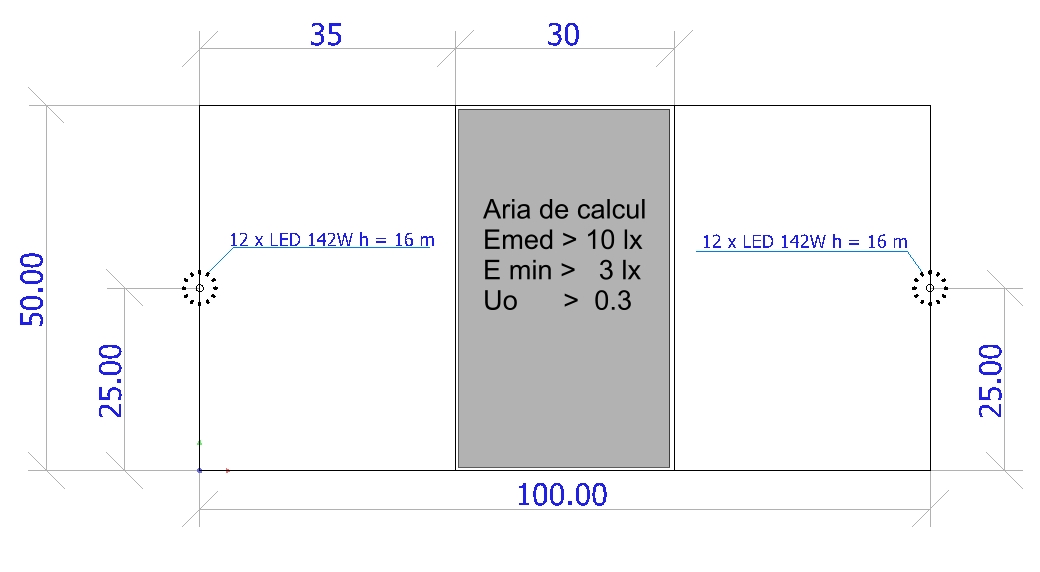 35
30
Aria de calcul
Emed > 10 lx
E min > 3 lx
Uo > 0.3
12 x LED 142W h = 16 m
12 x LED 142W h = 16 m
50.00
25.00
25.00
100.00